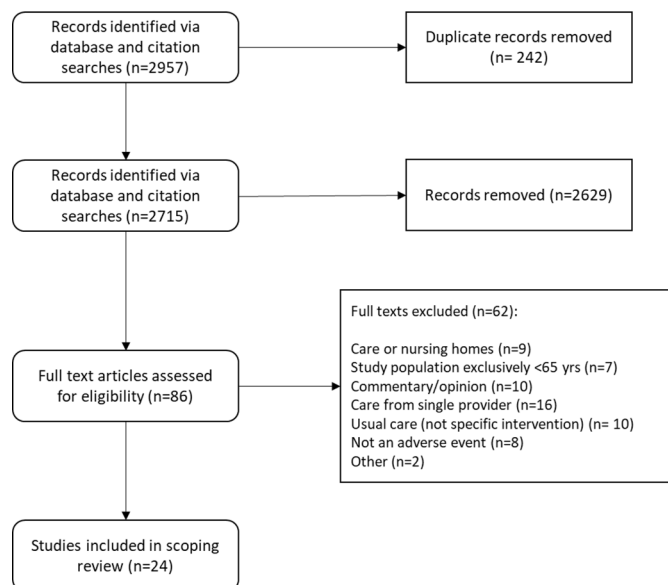 Records identified via
database and citation
searches (n=2957)
Duplicate records removed
(n= 242)
Records identified via
database and citation
searches (n=2715)
Records removed (n=2629)
Full text articles assessed
for eligibility (n=86)
Full texts excluded (n=62):
Care or nursing homes (n=9)
Study population exclusively <65 yrs (n=7)
Commentary/opinion (n=10)
Care from single provider (n=16)
Usual care (not specific intervention) (n= 10)
Not an adverse event (n=8)
Other (n=2)
Studies included in scoping
review (n=24)